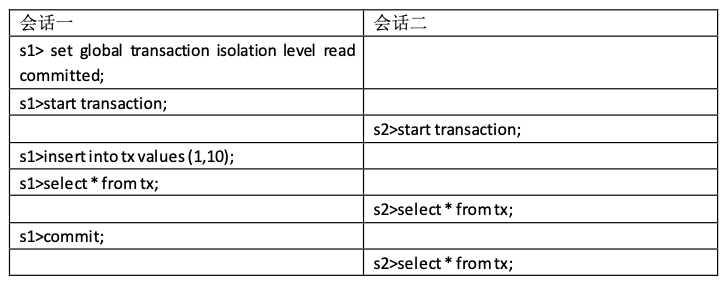 会话一 会话二
s1> set global transaction isolation level read
committed;
s1>start transaction;
s2>start transaction;
s1>insert into tx values (1,10);
s1>select * from tx;
s2>select * from tx;
s1>commit;
s2>select * from tx;